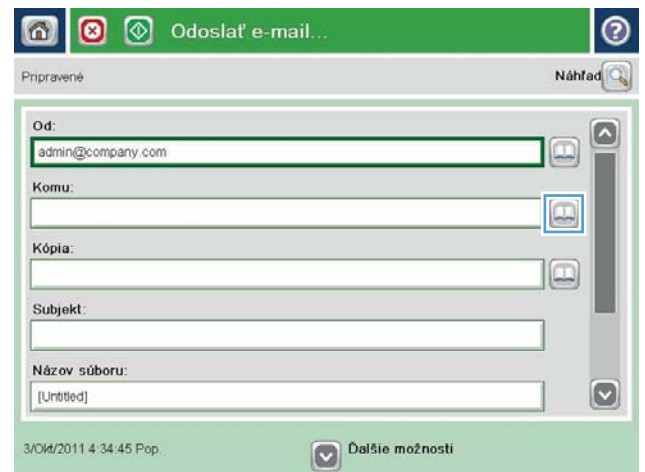 Odoslať e-mail...
Pripravené Náhľad
Od:
admin@company.com
Komu:
Kópia:
Subjekt:
Názov súboru:
[Untitled]
3/Okt/2011 4:34:45 Pop. Ďalšie možnosti